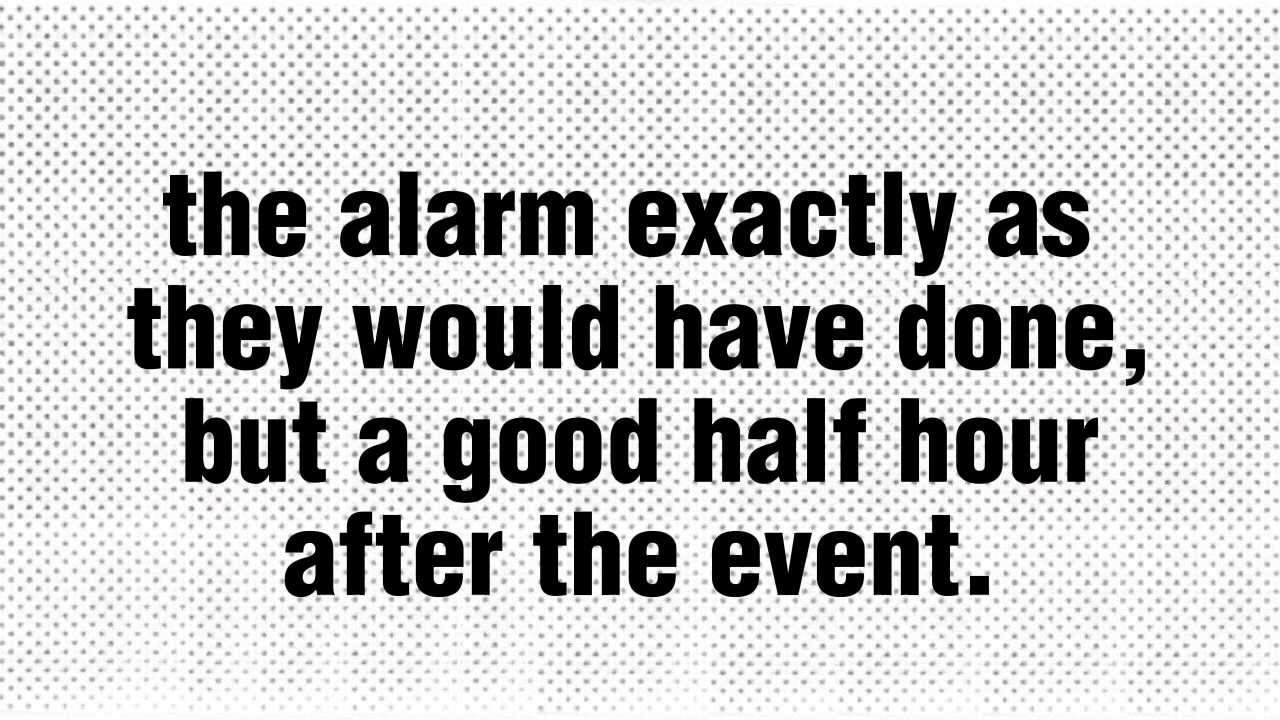 the alarm exactly as
they would have done,
but a good half hour
after the event.